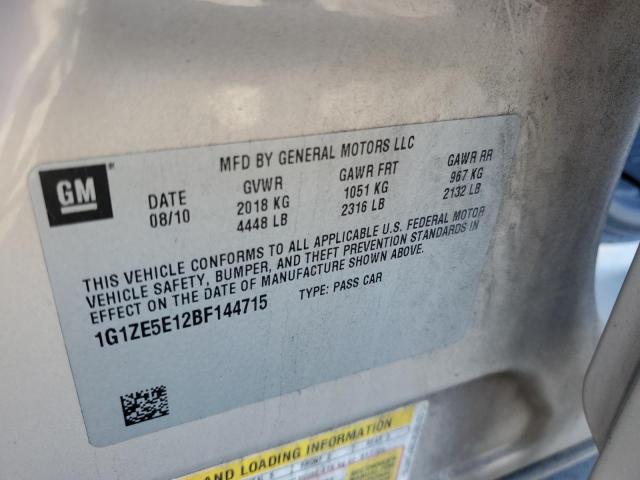 GM
MFD BY GENERAL MOTORS LLC
DATE GVWR GAWR FRT GAWR RR
08/10 2018 KG 1051 KG 967 KG
4448 LB 2316 LB 2132 LB
THIS VEHICLE CONFORMS TO ALL APPLICABLE U.S. FEDERAL MOTOR
VEHICLE SAFETY, BUMPER, AND THEFT PREVENTION STANDARDS IN
EFFECT ON THE DATE OF MANUFACTURE SHOWN ABOVE.
1G1ZE5E12BF144715 TYPE: PASS CAR
AND LOADING INFORMATION